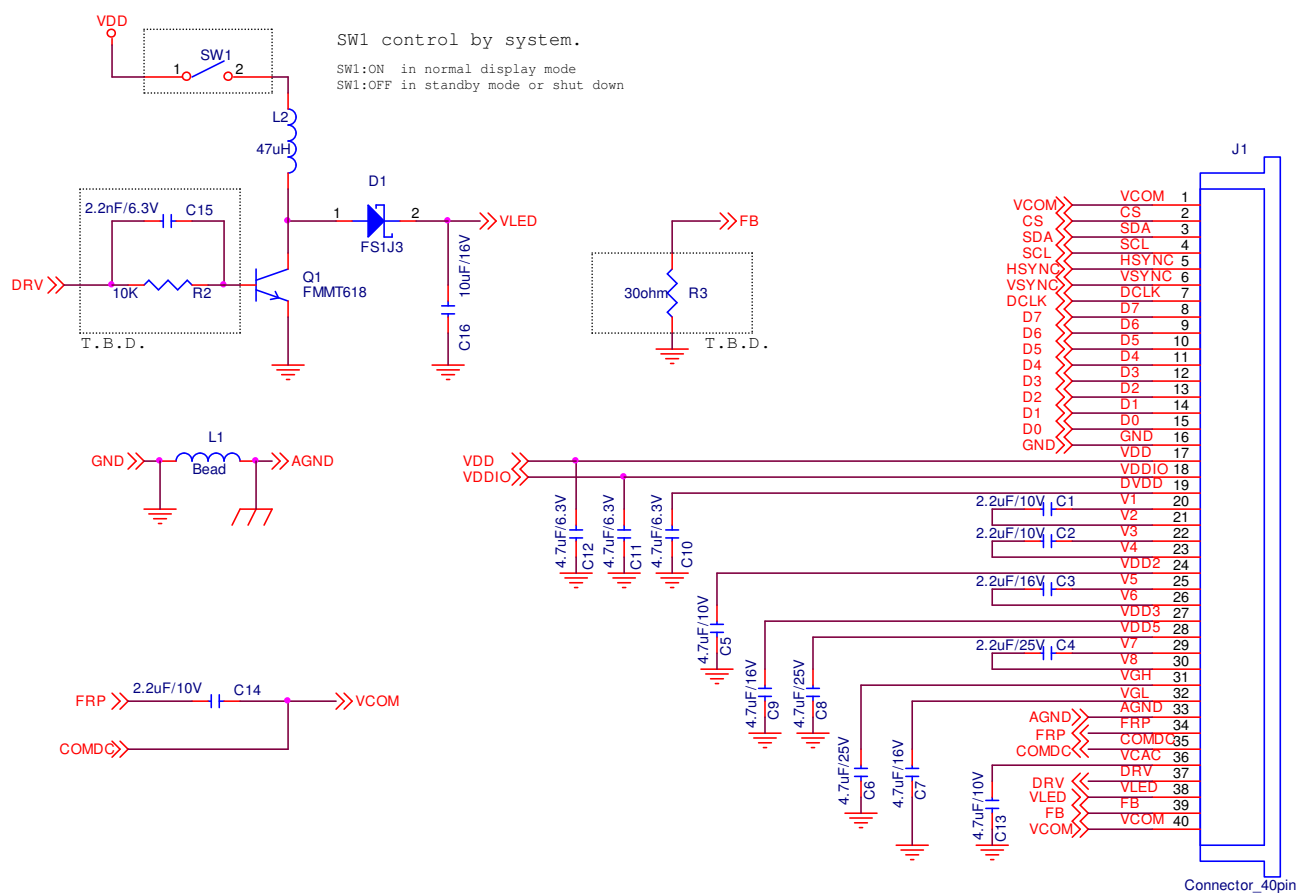 VDD
SW1
1 2
SW1 control by system.
SW1:ON in normal display mode
SW1:OFF in standby mode or shut down
L2
47uH
D1
1 2
FS1J3
VLED
2.2nF/6.3V C15
DRV
10K R2
T.B.D.
Q1
FMMT618
10uF/16V
C16
FB
30ohm R3
T.B.D.
GND
L1
Bead
AGND
FRP
2.2uF/10V C14
VCOM
COMDC
VDD
VDDIO
4.7uF/6.3V
C12
4.7uF/6.3V
C11
4.7uF/6.3V
C10
4.7uF/10V
C5
4.7uF/16V
C9
4.7uF/25V
C8
4.7uF/25V
C6
4.7uF/16V
C7
4.7uF/10V
C13
2.2uF/10V C1
2.2uF/10V C2
2.2uF/16V C3
2.2uF/25V C4
J1
VCOM VCOM 1
CS CS 2
SDA SDA 3
SCL SCL 4
HSYNC HSYNC 5
VSYNC VSYNC 6
DCLK DCLK 7
D7 D7 8
D6 D6 9
D5 D5 10
D4 D4 11
D3 D3 12
D2 D2 13
D1 D1 14
D0 D0 15
GND GND 16
VDD 17
VDDIO 18
DVDD 19
V1 20
V2 21
V3 22
V4 23
VDD2 24
V5 25
V6 26
VDD3 27
VDD5 28
V7 29
V8 30
VGH 31
VGL 32
AGND AGND 33
FRP FRP 34
COMDC COMDC 35
VCAC 36
DRV DRV 37
VLED VLED 38
FB FB 39
VCOM VCOM 40
Connector_40pin